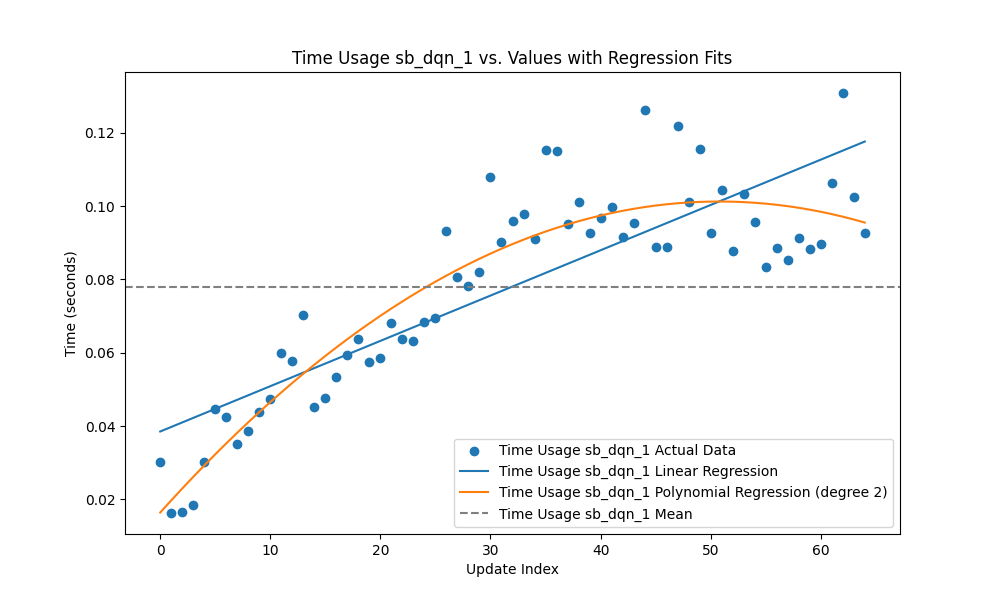 Time Usage sb_dqn_1 vs. Values with Regression Fits
0.12
0.10
0.08
0.06
0.04
0.02
Time (seconds)
Time Usage sb_dqn_1 Actual Data
Time Usage sb_dqn_1 Linear Regression
Time Usage sb_dqn_1 Polynomial Regression (degree 2)
Time Usage sb_dqn_1 Mean
0 10 20 30 40 50 60
Update Index